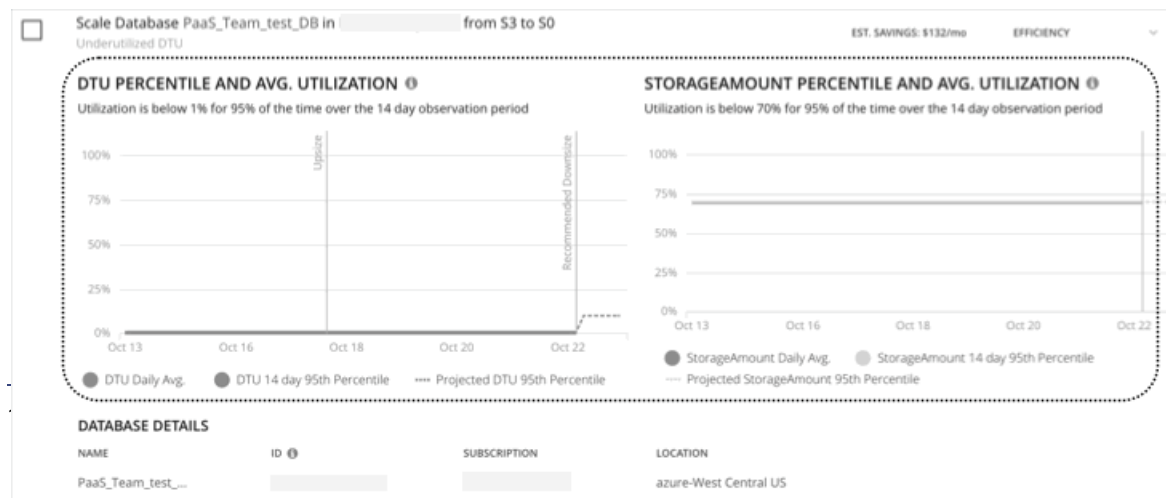 Scale Database PaaS_Team_test_DB in from S3 to S0
Underutilized DTU
EST. SAVINGS: $132/mo
EFFICIENCY
DTU PERCENTILE AND AVG. UTILIZATION
Utilization is below 1% for 95% of the time over the 14 day observation period
100%
75%
50%
25%
0%
Upsize
Recommended Downsize
Oct 13 Oct 16 Oct 18 Oct 20 Oct 22
DTU Daily Avg. DTU 14 day 95th Percentile Projected DTU 95th Percentile
STORAGEAMOUNT PERCENTILE AND AVG. UTILIZATION
Utilization is below 70% for 95% of the time over the 14 day observation period
100%
75%
50%
25%
0%
Oct 13 Oct 16 Oct 18 Oct 20 Oct 22
StorageAmount Daily Avg. StorageAmount 14 day 95th Percentile
Projected StorageAmount 95th Percentile
DATABASE DETAILS
NAME ID SUBSCRIPTION LOCATION
PaaS_Team_test_... azure-West Central US